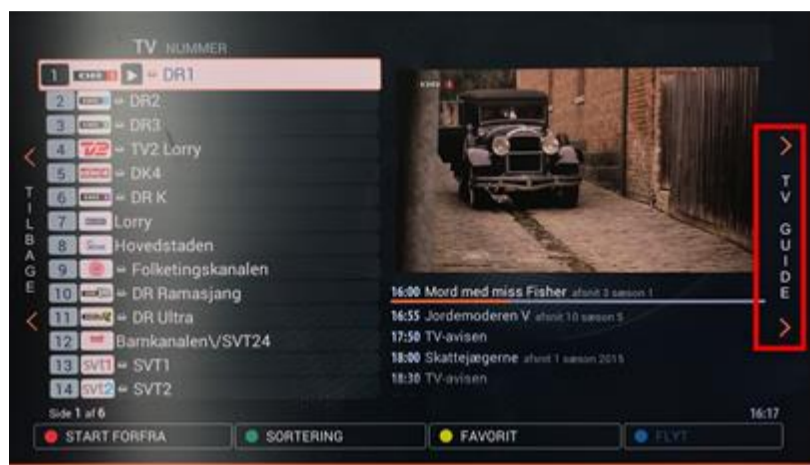 TV NUMMER
1 DR1
2 DR2
3 DR3
4 TV2 Lorry
5 DK4
6 DR K
7 Lorry
8 Hovedstaden
9 Folketingskanalen
10 DR Ramasjang
11 DR Ultra
12 Barnkanalen\/SVT24
13 svt1 SVT1
14 svt2 SVT2
TILBAGE
16:00 Mord med miss Fisher afsnit 3 sæson 1
16:55 Jordemoderen V afsnit 10 sæson 5
17:50 TV-avisen
18:00 Skattejægerne afsnit 1 sæson 2015
18:30 TV-avisen
TV GUIDE
Side 1 af 6
16:17
START FORFRA
SORTERING
FAVORIT
FLYT